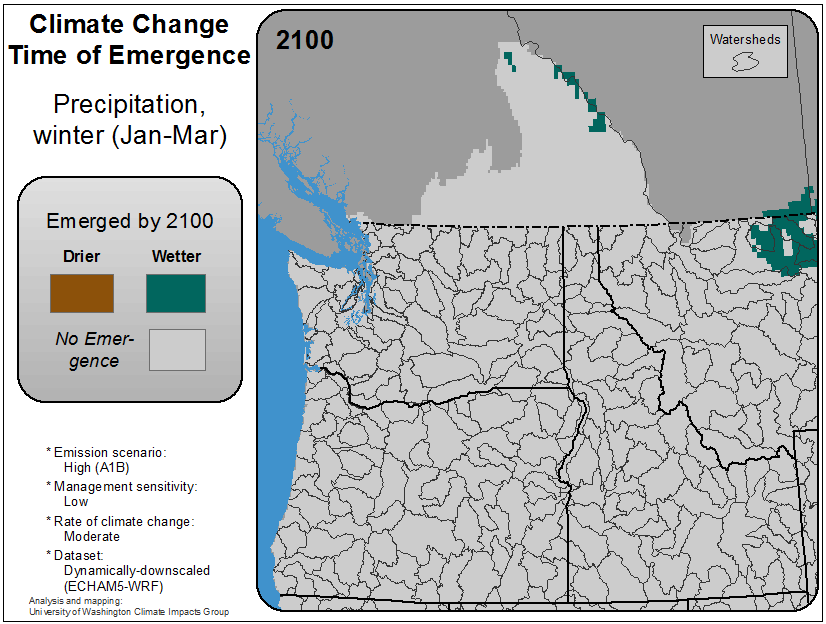 Climate Change
Time of Emergence
Precipitation,
winter (Jan-Mar)
Emerged by 2100
Drier
Wetter
No Emer-
gence
* Emission scenario:
High (A1B)
* Management sensitivity:
Low
* Rate of climate change:
Moderate
* Dataset:
Dynamically-downscaled
(ECHAM5-WRF)
Analysis and mapping:
University of Washington Climate Impacts Group
2100
Watersheds